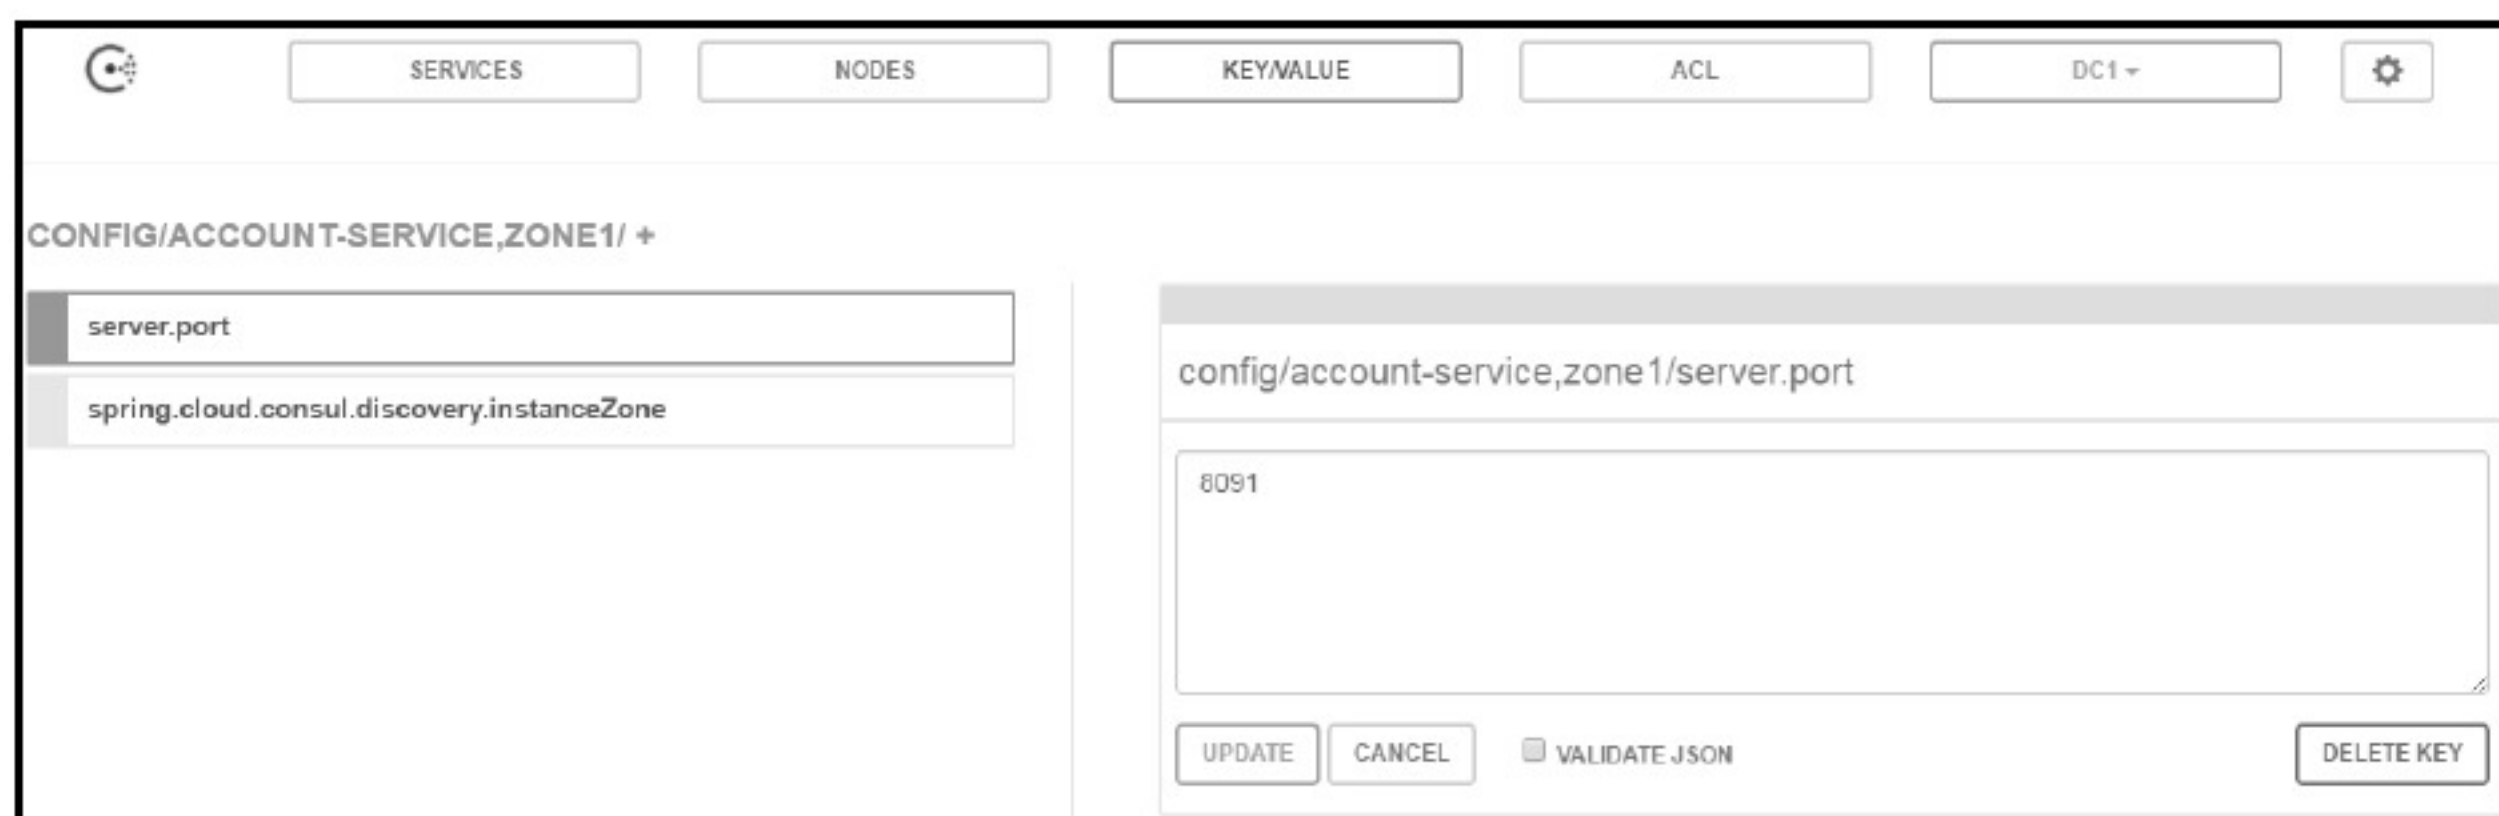 SERVICES NODES KEY/VALUE ACL DC1
CONFIG/ACCOUNT-SERVICE,ZONE1/ +
server.port
spring.cloud.consul.discovery.instanceZone
config/account-service,zone1/server.port
8091
UPDATE CANCEL VALIDATE JSON DELETE KEY